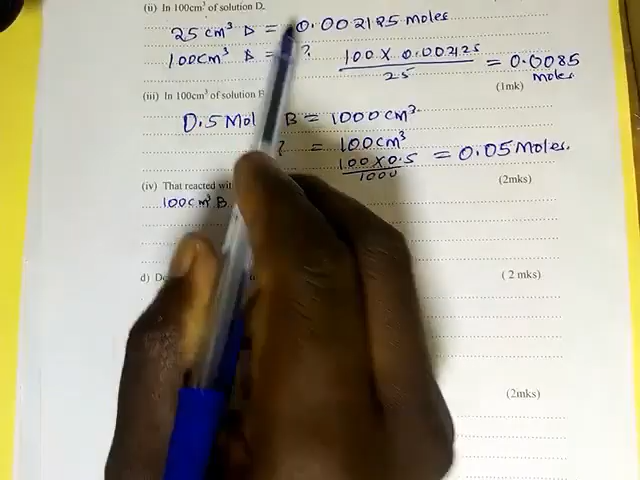 (ii) In 100cm³ of solution D.
25 cm³ D = 0.002125 moles
100cm³ D = ? 100 x 0.002125 / 25 = 0.0085 moles
(iii) In 100cm³ of solution B (1mk)
0.5 Mol B = 1000 cm³
? = 100cm³
100 x 0.5 / 1000 = 0.05 Moles.
(iv) That reacted (2mks)
100cm³ B
d) ( 2 mks)
(2mks)